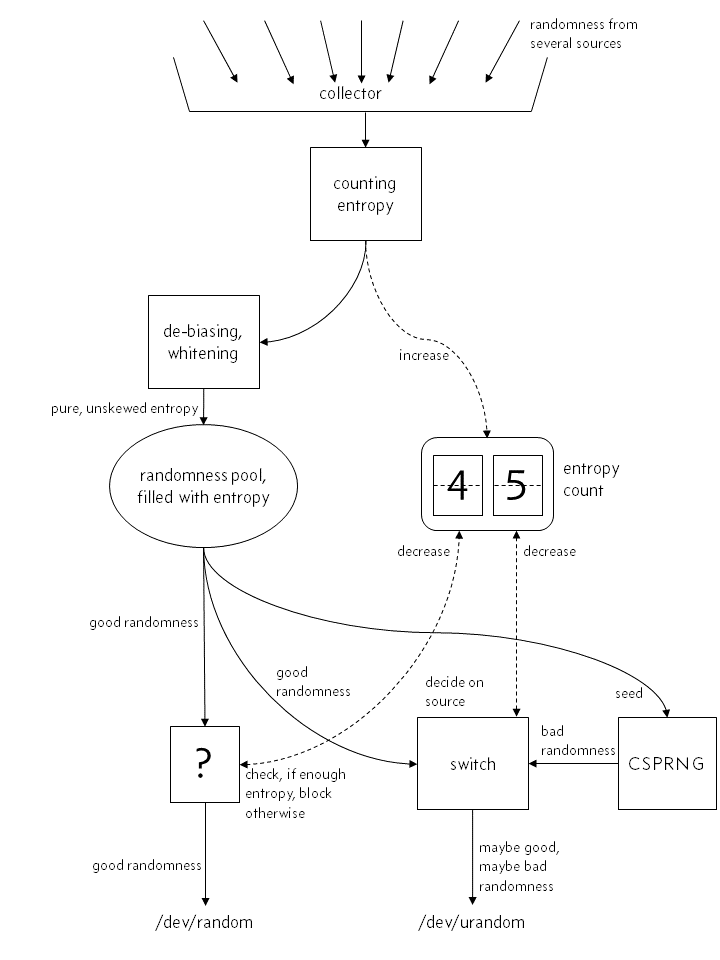 randomness from
several sources
collector
counting
entropy
de-biasing,
whitening
increase
pure, unskewed entropy
randomness pool,
filled with entropy
4 5
entropy
count
decrease
decrease
good randomness
good
randomness
decide on
source
seed
?
check, if enough
entropy, block
otherwise
switch
bad
randomness
CSPRNG
good randomness
maybe good,
maybe bad
randomness
/dev/random
/dev/urandom